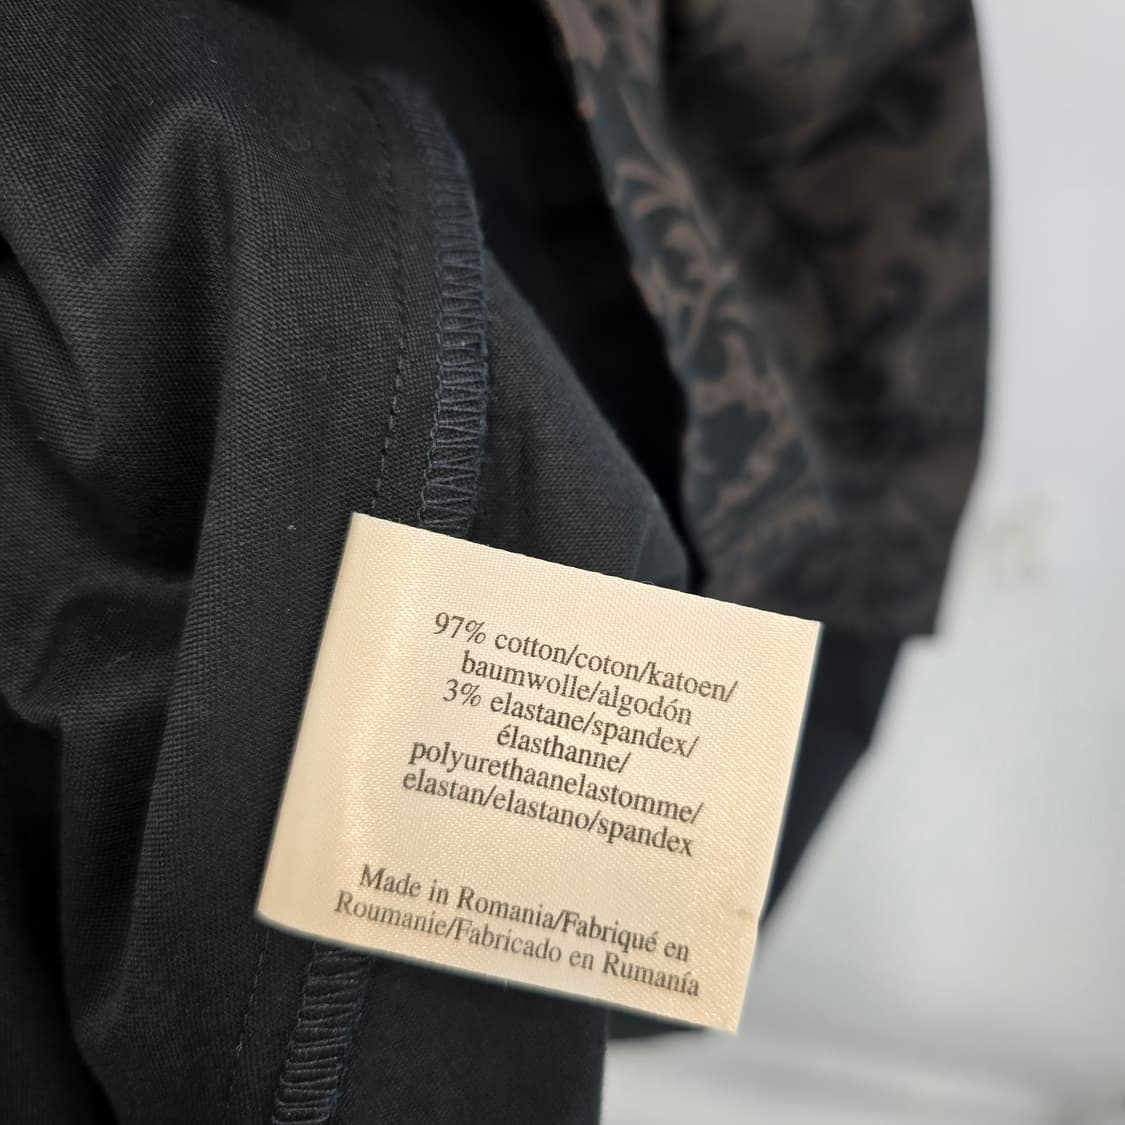 97% cotton/coton/katoen/
baumwolle/algodón
3% elastane/spandex/
élasthanne/
polyurethaanelastomme/
elastan/elastano/spandex
Made in Romania/Fabriqué en
Roumanie/Fabricado en Rumanía